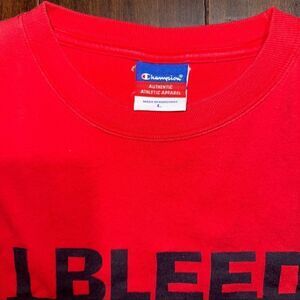 Champion
AUTHENTIC
ATHLETIC APPAREL
L
I BLEED